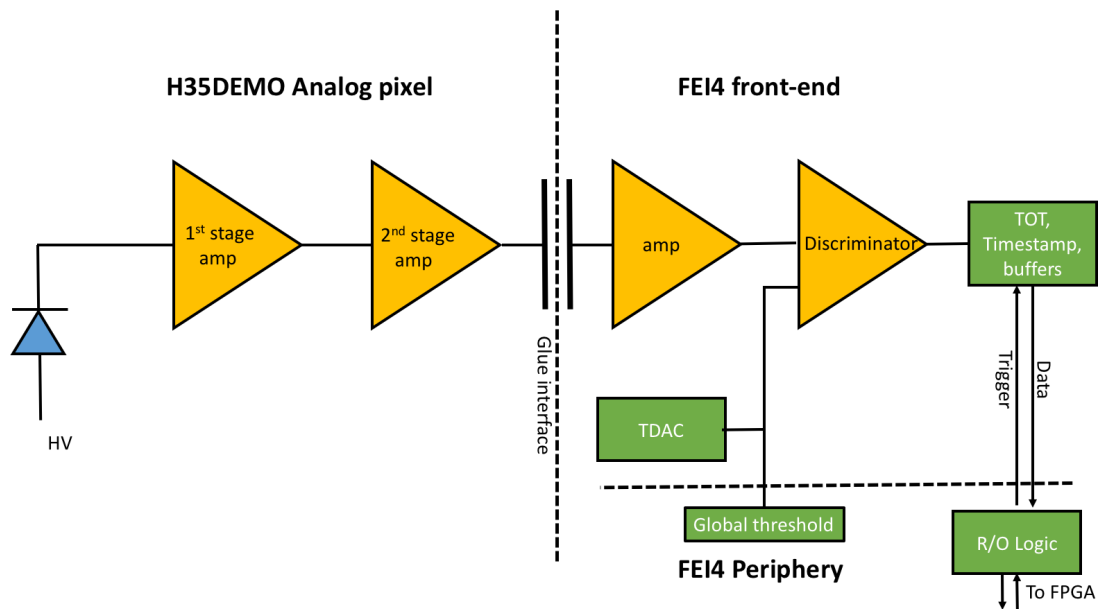 H35DEMO Analog pixel
FEI4 front-end
1st stage
amp
2nd stage
amp
amp
Discriminator
TOT,
Timestamp,
buffers
Glue interface
Trigger
Data
HV
TDAC
Global threshold
R/O Logic
FEI4 Periphery
To FPGA